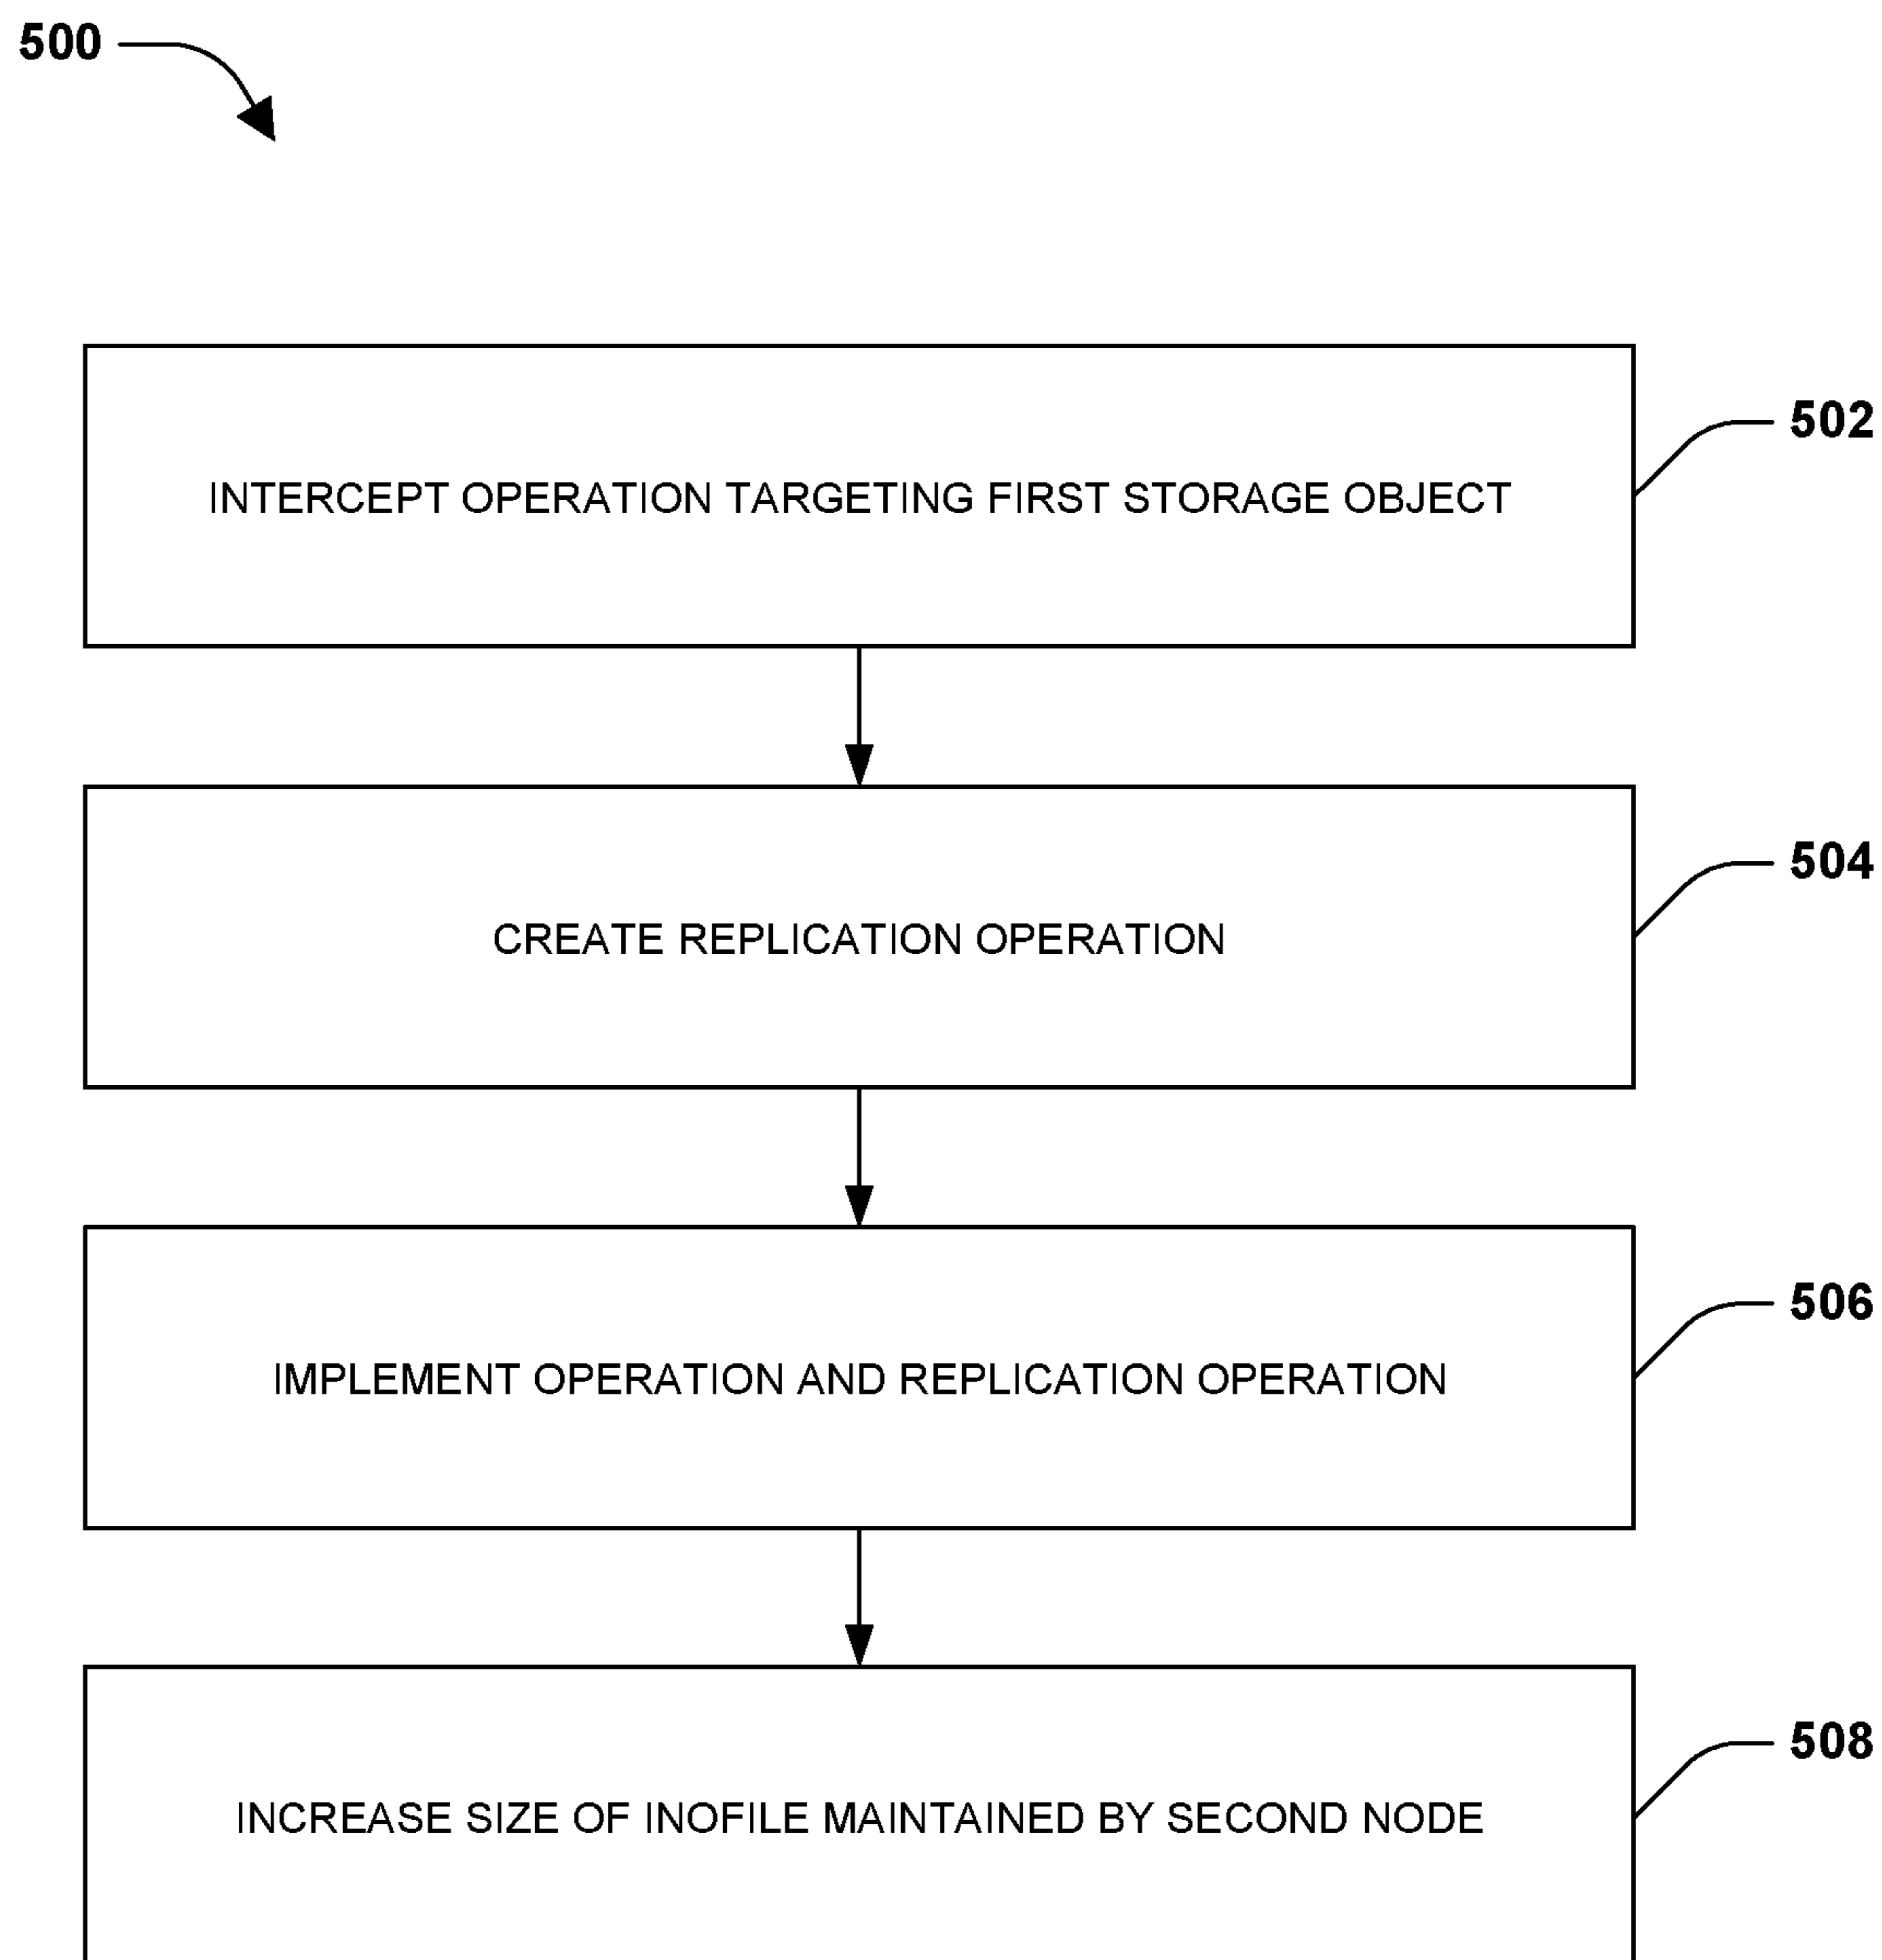 500
INTERCEPT OPERATION TARGETING FIRST STORAGE OBJECT
502
CREATE REPLICATION OPERATION
504
IMPLEMENT OPERATION AND REPLICATION OPERATION
506
INCREASE SIZE OF INOFILE MAINTAINED BY SECOND NODE
508